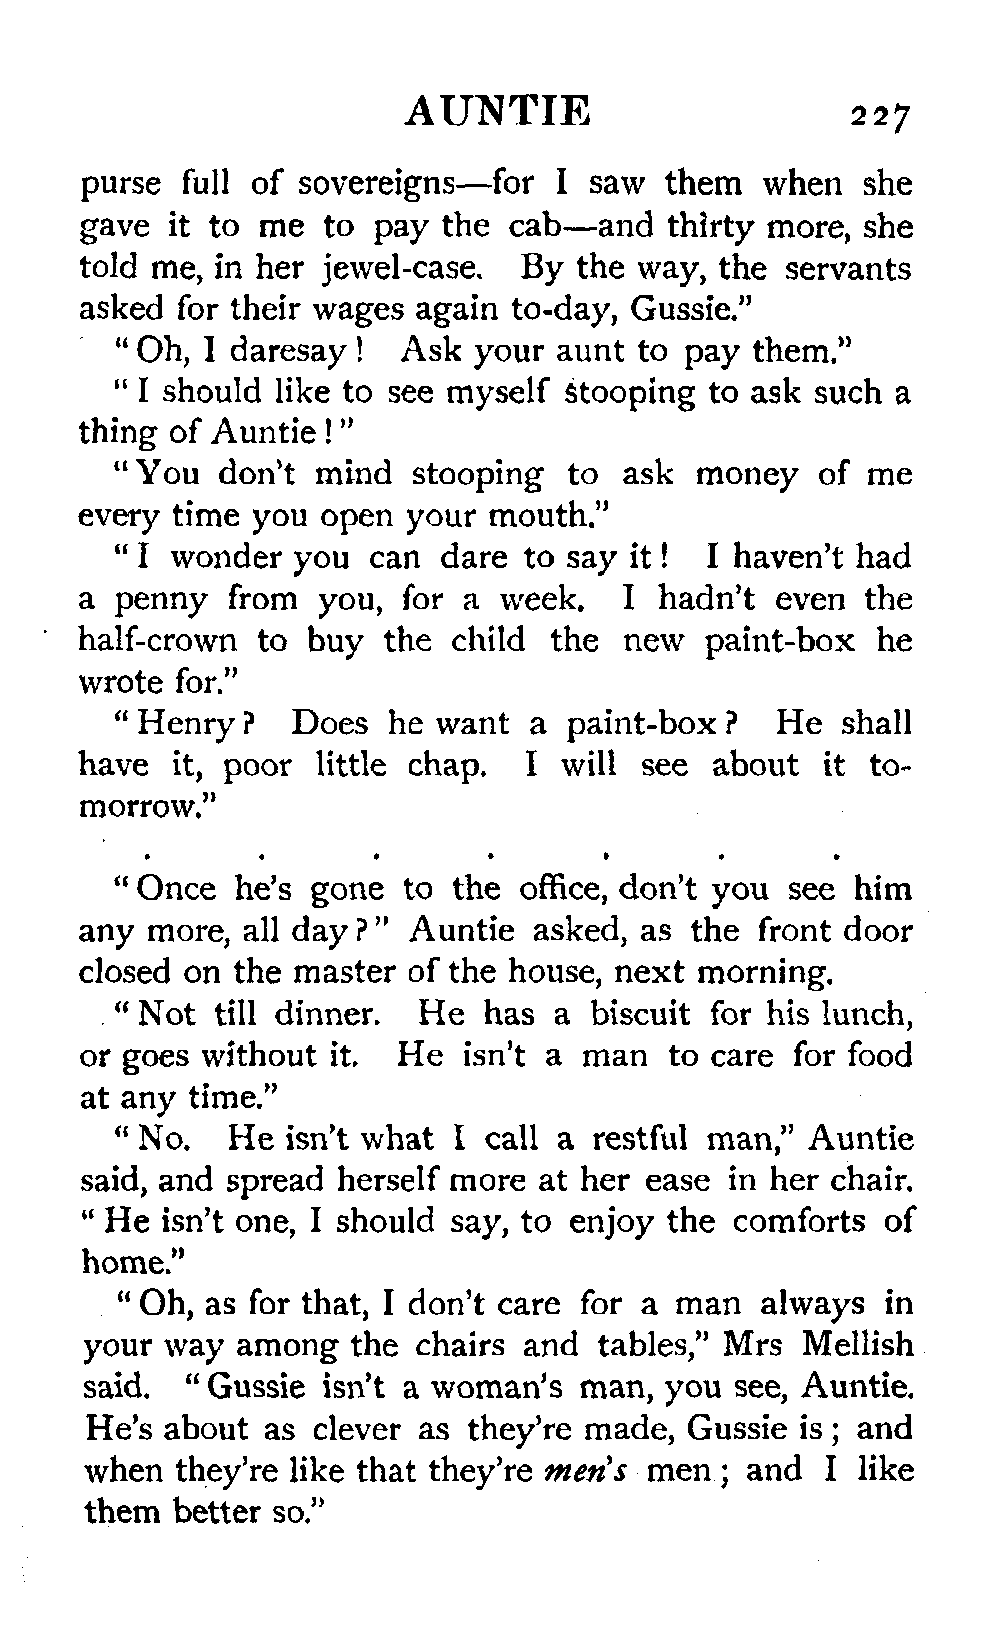 AUNTIE 227
purse full of sovereigns—for I saw them when she
gave it to me to pay the cab—and thirty more, she
told me, in her jewel-case. By the way, the servants
asked for their wages again to-day, Gussie."
"Oh, I daresay! Ask your aunt to pay them."
"I should like to see myself stooping to ask such a
thing of Auntie!"
"You don't mind stooping to ask money of me
every time you open your mouth."
"I wonder you can dare to say it! I haven't had
a penny from you, for a week. I hadn't even the
half-crown to buy the child the new paint-box he
wrote for."
"Henry? Does he want a paint-box? He shall
have it, poor little chap. I will see about it to-
morrow."
. . . . . . .
"Once he's gone to the office, don't you see him
any more, all day?" Auntie asked, as the front door
closed on the master of the house, next morning.
"Not till dinner. He has a biscuit for his lunch,
or goes without it. He isn't a man to care for food
at any time."
"No. He isn't what I call a restful man," Auntie
said, and spread herself more at her ease in her chair.
"He isn't one, I should say, to enjoy the comforts of
home."
"Oh, as for that, I don't care for a man always in
your way among the chairs and tables," Mrs Mellish
said. "Gussie isn't a woman's man, you see, Auntie.
He's about as clever as they're made, Gussie is; and
when they're like that they're men's men; and I like
them better so."